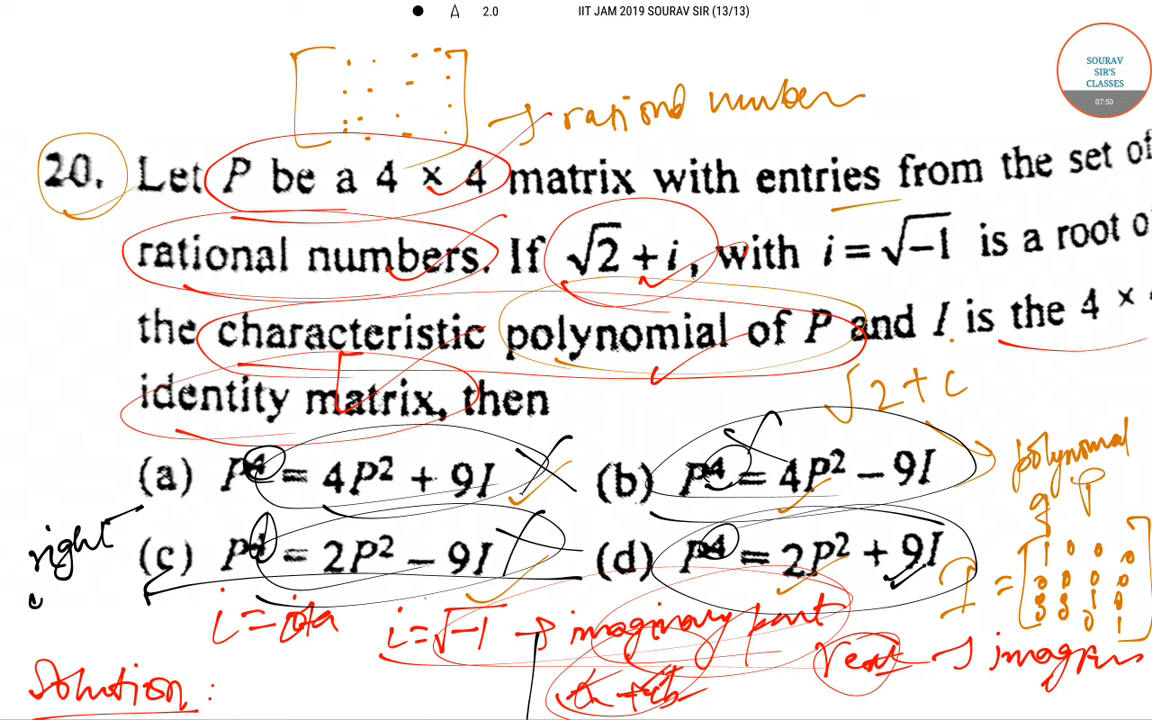 2.0 IIT JAM 2019 SOURAV SIR (13/13)
SOURAV
SIR'S
CLASSES
07:50
→ rational number
20. Let P be a 4 × 4 matrix with entries from the set of
rational numbers. If √2 + i, with i = √−1 is a root o
the characteristic polynomial of P and I is the 4 ×
identity matrix, then
√2 + i
(a) P⁴ = 4P² + 9I (b) P⁴ = 4P² − 9I
polynomial
P
right
(c) P⁴ = 2P² − 9I (d) P⁴ = 2P² + 9I
I =
i = iota i = √−1 → imaginary part
real → imagin
Solution :